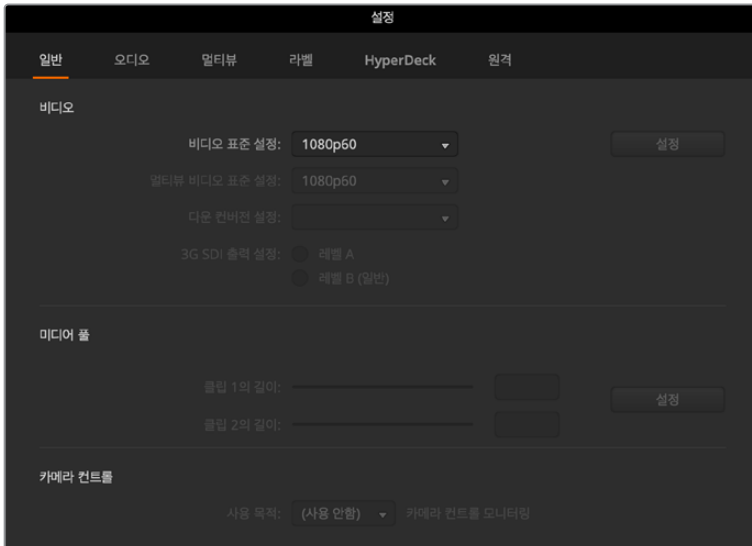 설정
일반 오디오 멀티뷰 라벨 HyperDeck 원격
비디오
비디오 표준 설정: 1080p60 설정
멀티뷰 비디오 표준 설정: 1080p60
다운 컨버전 설정:
3G SDI 출력 설정: 레벨 A
레벨 B (일반)
미디어 풀
클립 1의 길이:
설정
클립 2의 길이:
카메라 컨트롤
사용 목적: (사용 안함) 카메라 컨트롤 모니터링